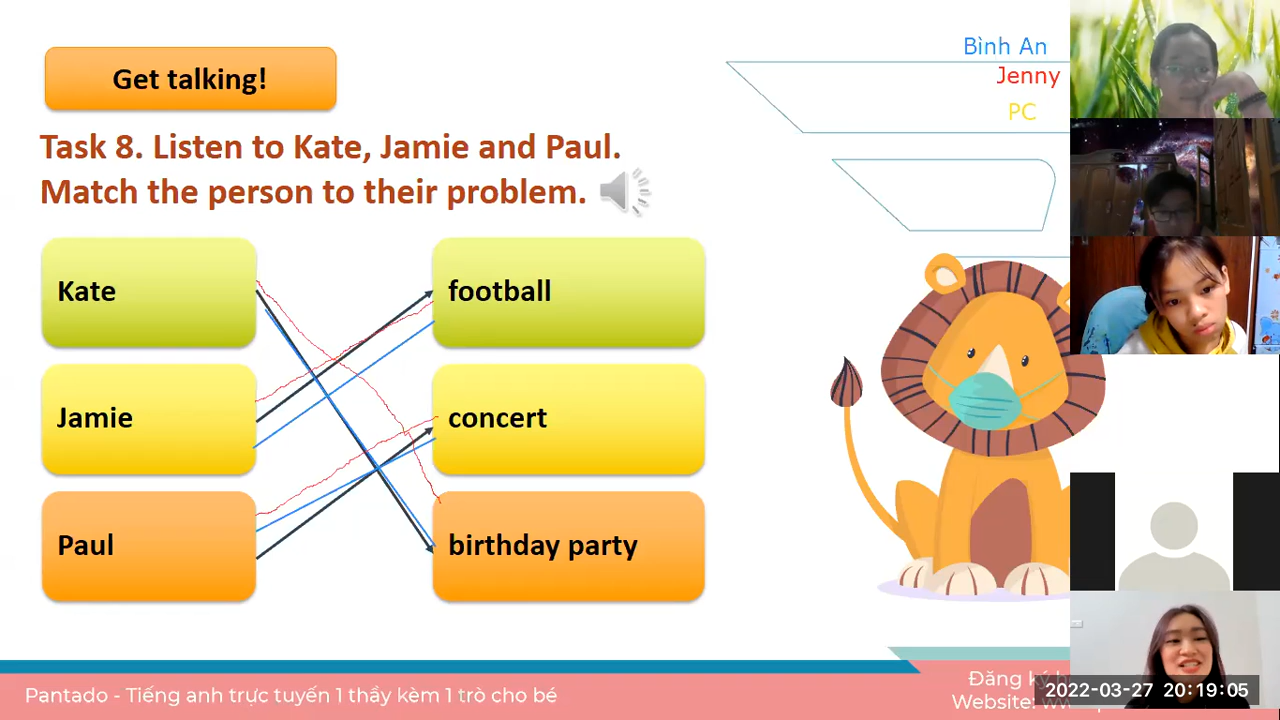 Get talking!
Bình An
Jenny
PC
Task 8. Listen to Kate, Jamie and Paul.
Match the person to their problem.
Kate
football
Jamie
concert
Paul
birthday party
Pantado - Tiếng anh trực tuyến 1 thầy kèm 1 trò cho bé
Đăng ký
Website:
2022-03-27 20:19:05